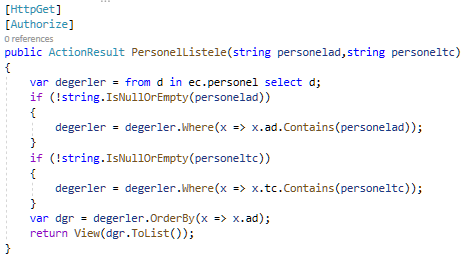 [HttpGet]
[Authorize]
0 references
public ActionResult PersonelListele(string personelad,string personeltc)
{
var degerler = from d in ec.personel select d;
if (!string.IsNullOrEmpty(personelad))
{
degerler = degerler.Where(x => x.ad.Contains(personelad));
}
if (!string.IsNullOrEmpty(personeltc))
{
degerler = degerler.Where(x => x.tc.Contains(personeltc));
}
var dgr = degerler.OrderBy(x => x.ad);
return View(dgr.ToList());
}